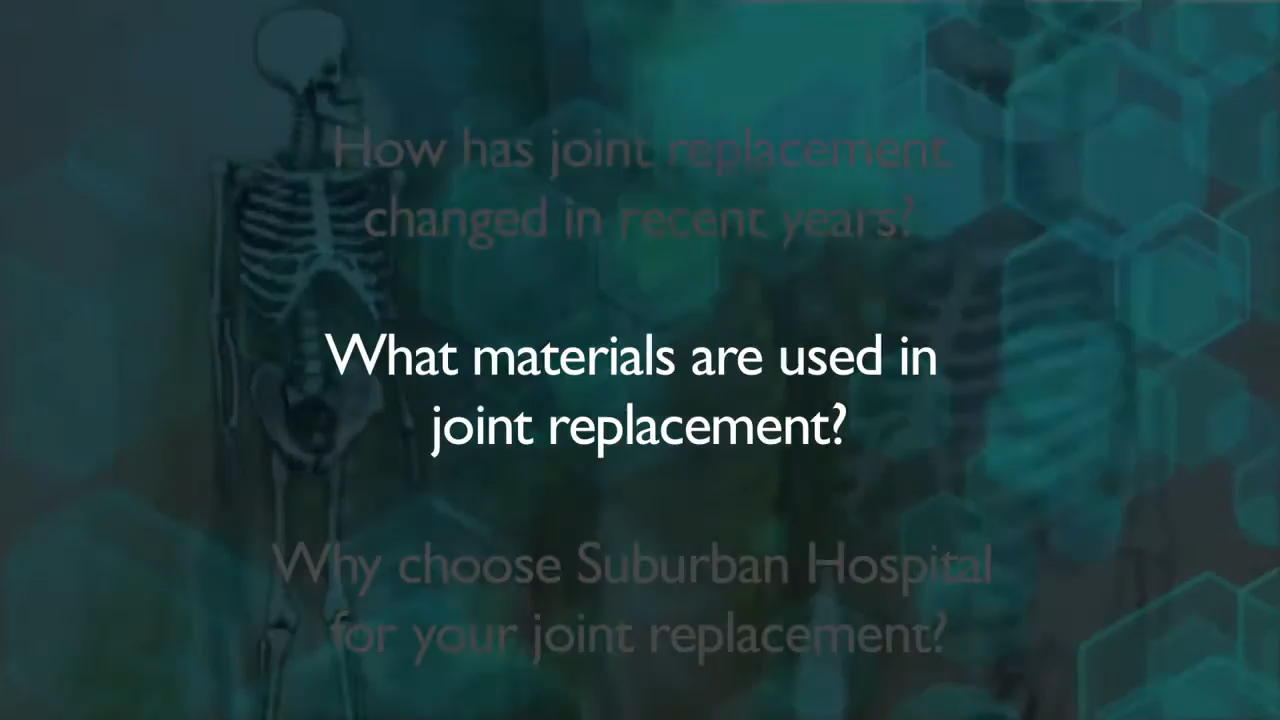 How has joint replacement
changed in recent years?
What materials are used in
joint replacement?
Why choose Suburban Hospital
for your joint replacement?